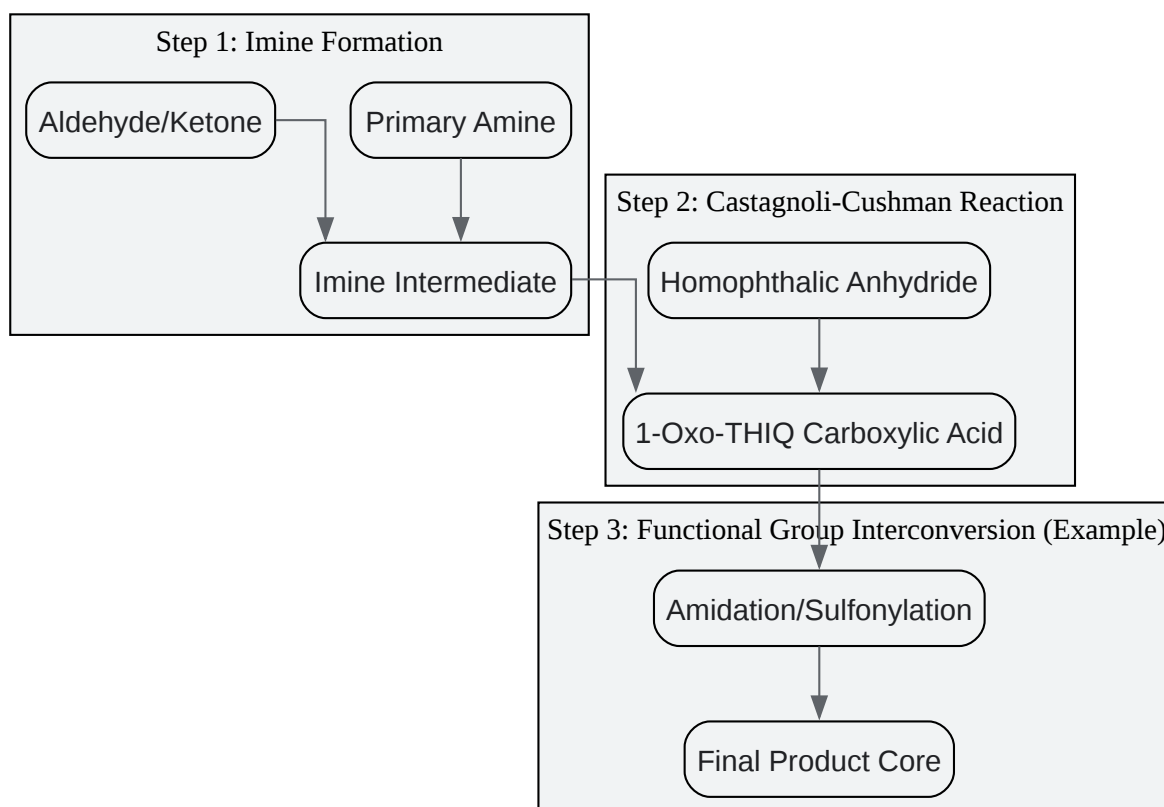 Step 1: Imine Formation
Aldehyde/Ketone
Primary Amine
Imine Intermediate
Step 2: Castagnoli-Cushman Reaction
Homophthalic Anhydride
1-Oxo-THIQ Carboxylic Acid
Step 3: Functional Group Interconversion (Example)
Amidation/Sulfonylation
Final Product Core